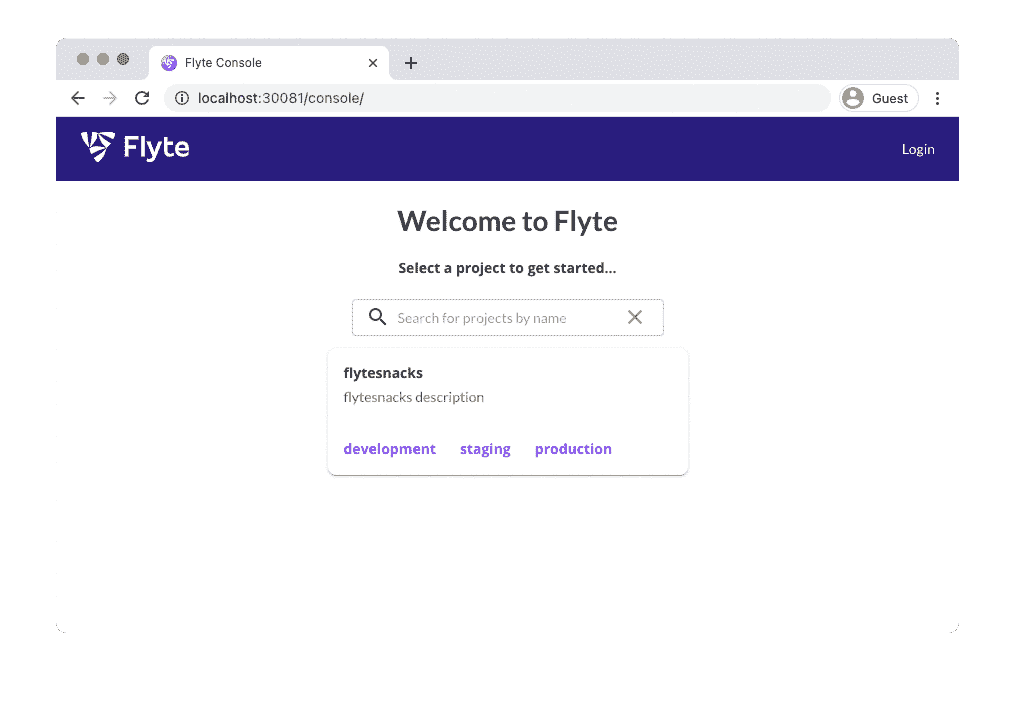 Flyte Console
localhost:30081/console/
Guest
Flyte
Login
Welcome to Flyte
Select a project to get started...
Search for projects by name
flytesnacks
flytesnacks description
development staging production